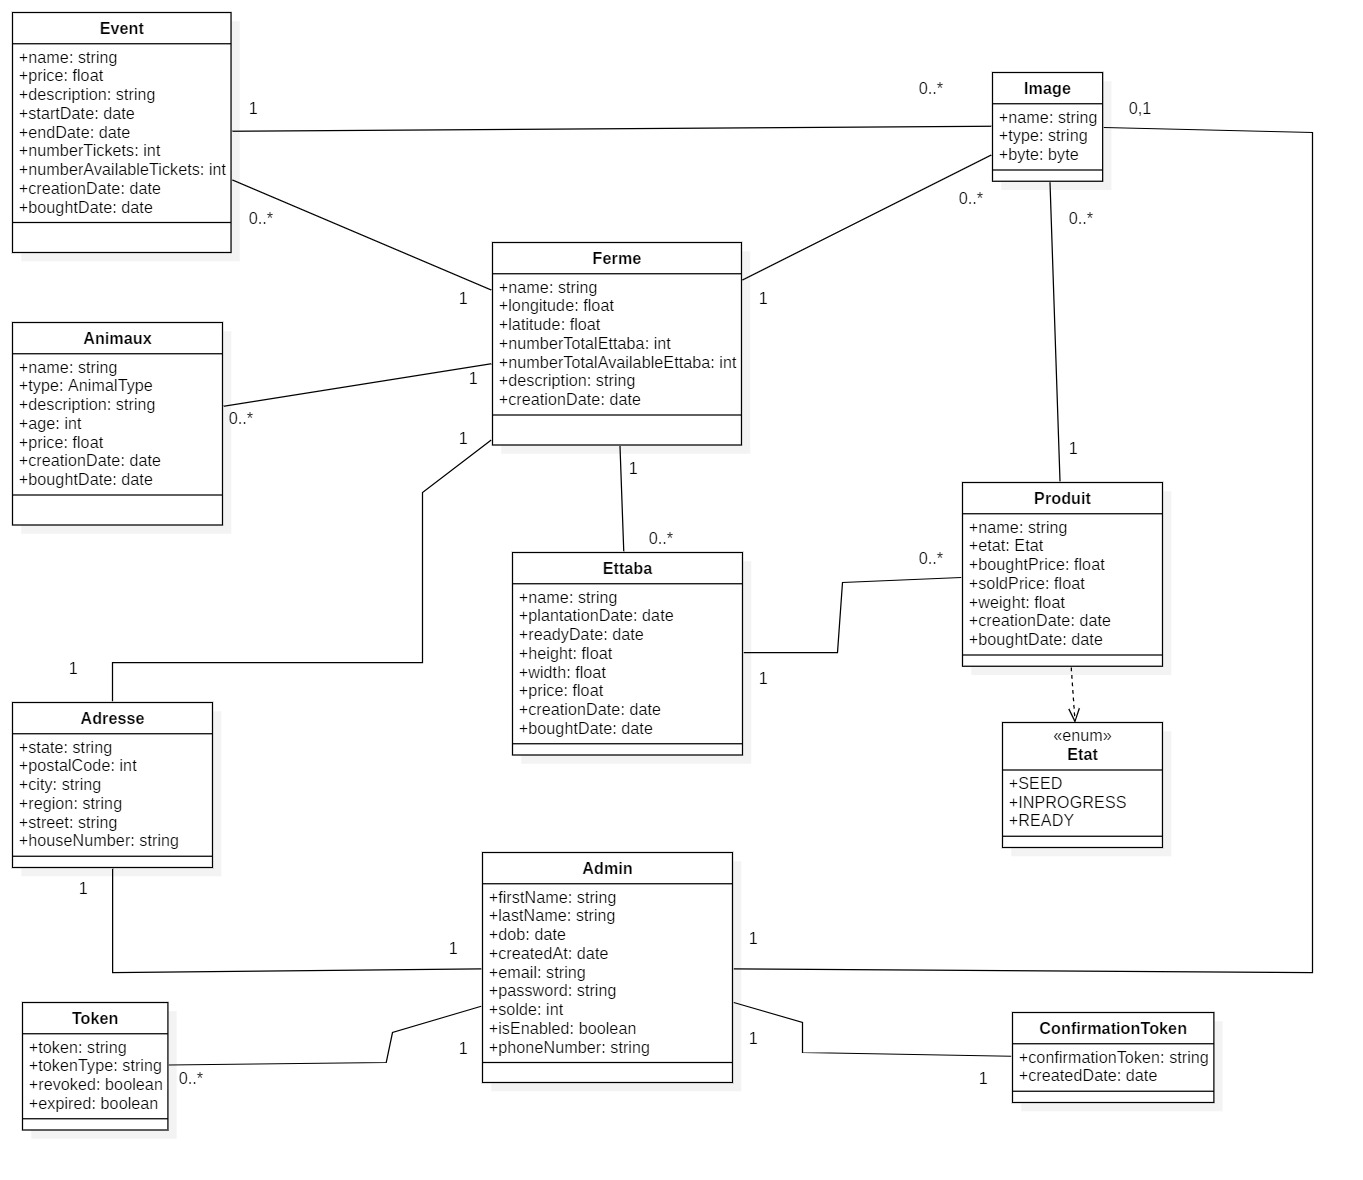 Event
+name: string
+price: float
+description: string
+startDate: date
+endDate: date
+numberTickets: int
+numberAvailableTickets: int
+creationDate: date
+boughtDate: date
1
0..*
0..*
1
Image
+name: string
+type: string
+byte: byte
0..*
0,1
0..*
0..*
1
1
Ferme
+name: string
+longitude: float
+latitude: float
+numberTotalEttaba: int
+numberTotalAvailableEttaba: int
+description: string
+creationDate: date
Animaux
+name: string
+type: AnimalType
+description: string
+age: int
+price: float
+creationDate: date
+boughtDate: date
0..*
1
1
1
0..*
Ettaba
+name: string
+plantationDate: date
+readyDate: date
+height: float
+width: float
+price: float
+creationDate: date
+boughtDate: date
1
0..*
Produit
+name: string
+etat: Etat
+boughtPrice: float
+soldPrice: float
+weight: float
+creationDate: date
+boughtDate: date
«enum»
Etat
+SEED
+INPROGRESS
+READY
1
Adresse
+state: string
+postalCode: int
+city: string
+region: string
+street: string
+houseNumber: string
1
1
Admin
+firstName: string
+lastName: string
+dob: date
+createdAt: date
+email: string
+password: string
+solde: int
+isEnabled: boolean
+phoneNumber: string
1
1
1
Token
+token: string
+tokenType: string
+revoked: boolean
+expired: boolean
0..*
ConfirmationToken
+confirmationToken: string
+createdDate: date
1